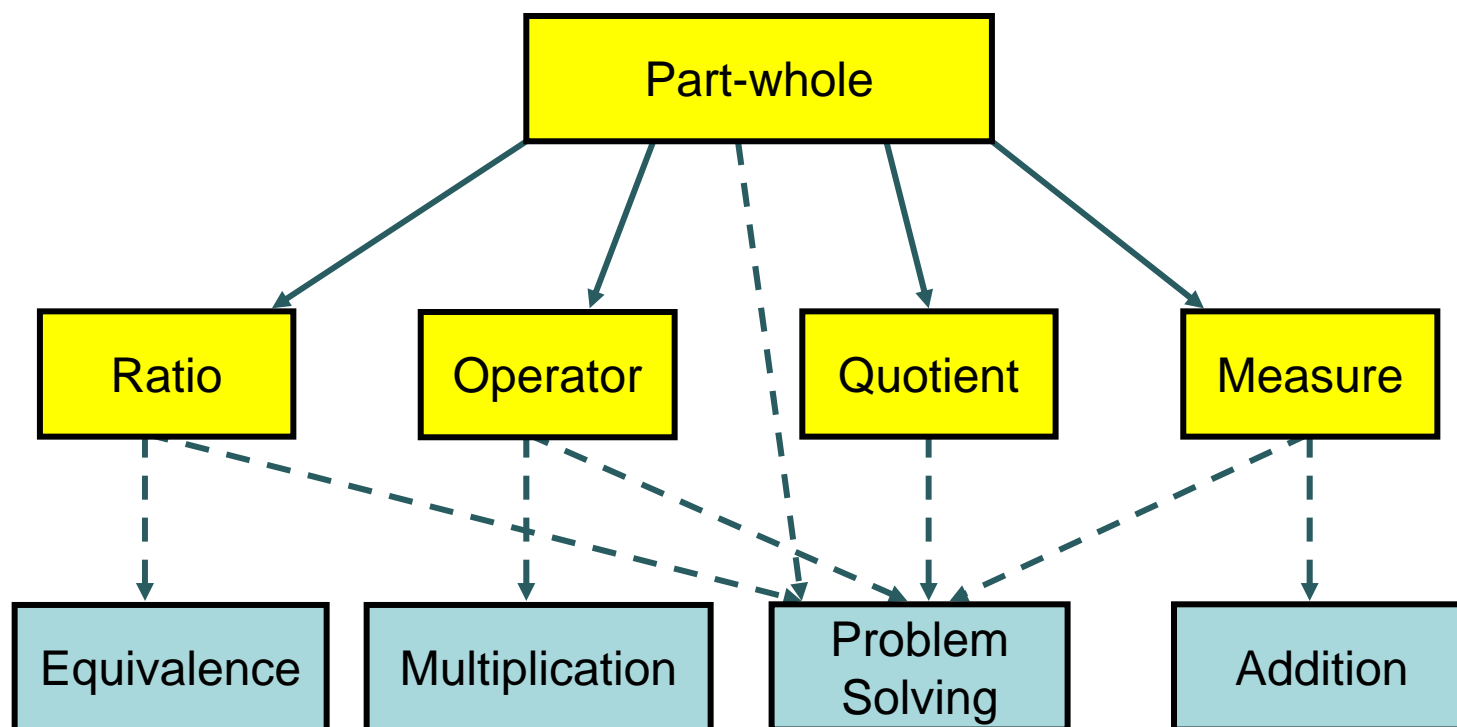 Part-whole
Ratio
Operator
Quotient
Measure
Equivalence
Multiplication
Problem
Solving
Addition